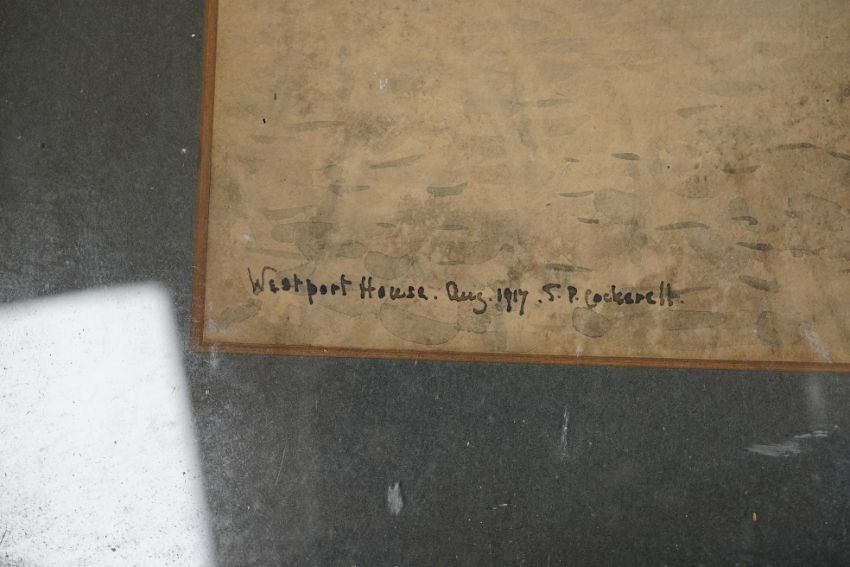 Westport House. Aug. 1917. S. P. Cockerell.